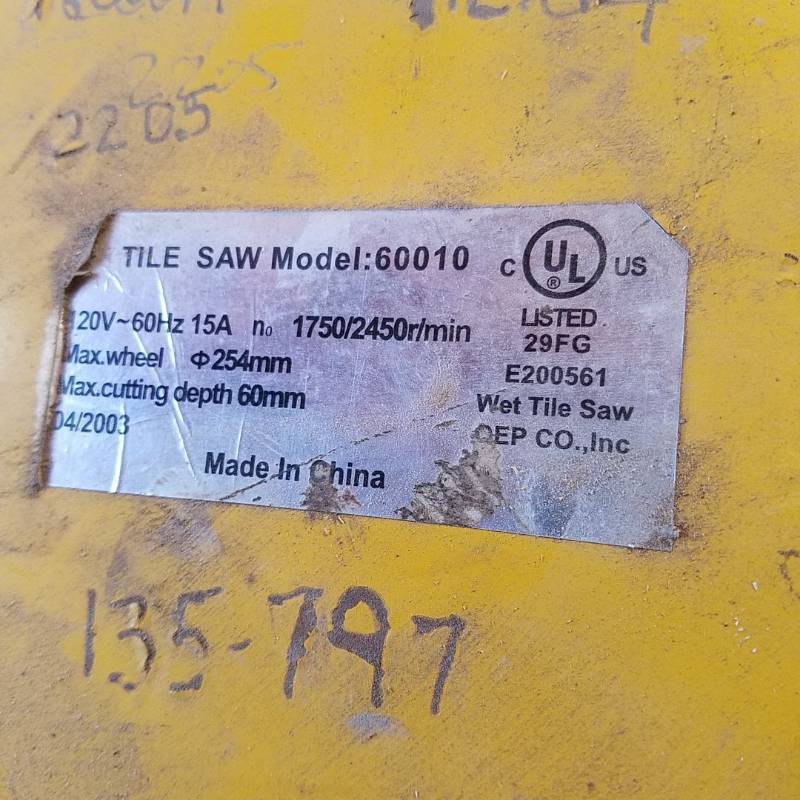 2205
2205
TILE SAW Model:60010
C UL ® US
LISTED
29FG
E200561
Wet Tile Saw
QEP CO.,Inc
120V~60Hz 15A n₀ 1750/2450r/min
Max.wheel Φ254mm
Max.cutting depth 60mm
04/2003
Made In China
135-797